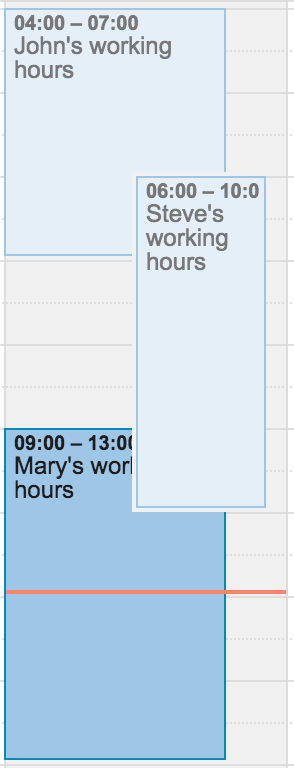 04:00 – 07:00
John's working
hours
06:00 – 10:0
Steve's
working
hours
09:00 – 13:00
Mary's worl
hours